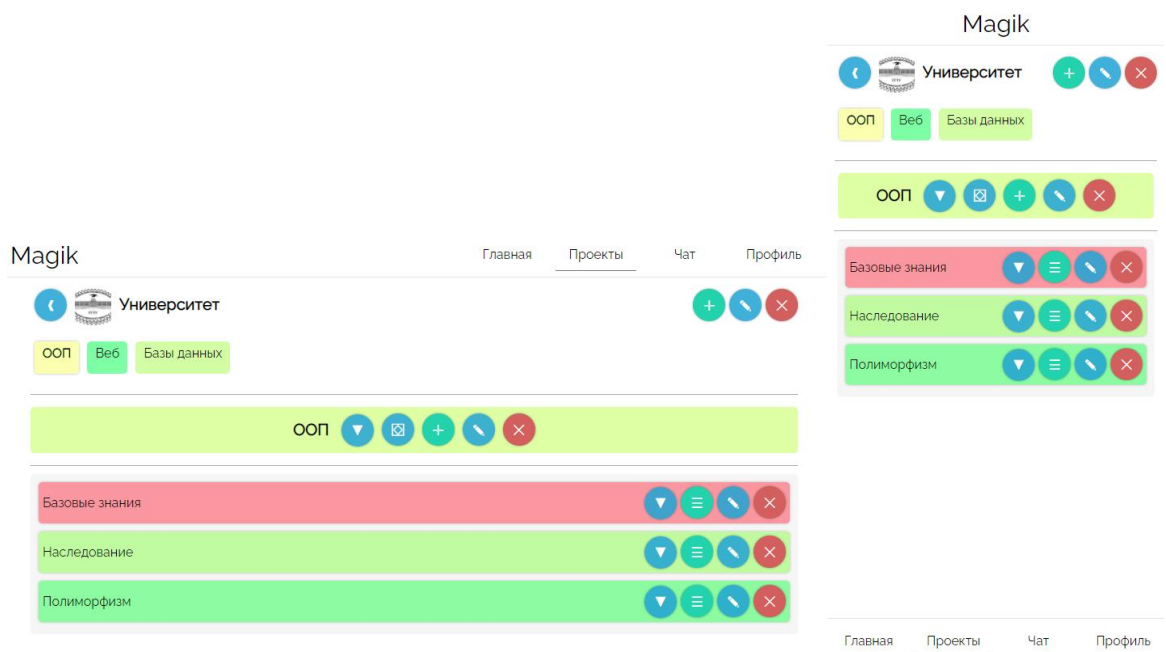 Magik
Главная Проекты Чат Профиль
Университет
ООП Веб Базы данных
ООП
Базовые знания
Наследование
Полиморфизм
Magik
Университет
ООП Веб Базы данных
ООП
Базовые знания
Наследование
Полиморфизм
Главная Проекты Чат Профиль